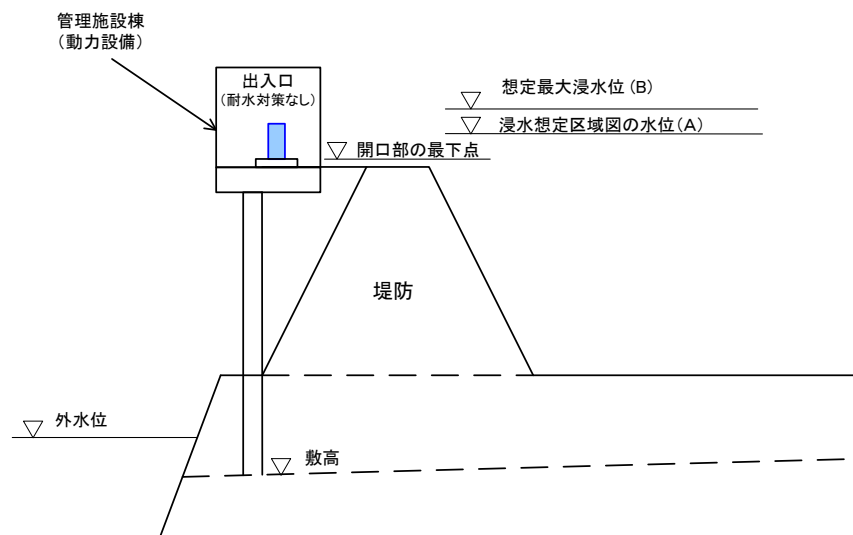 管理施設棟
（動力設備）
出入口
（耐水対策なし）
想定最大浸水位（B）
浸水想定区域図の水位（A）
開口部の最下点
堤防
外水位
敷高